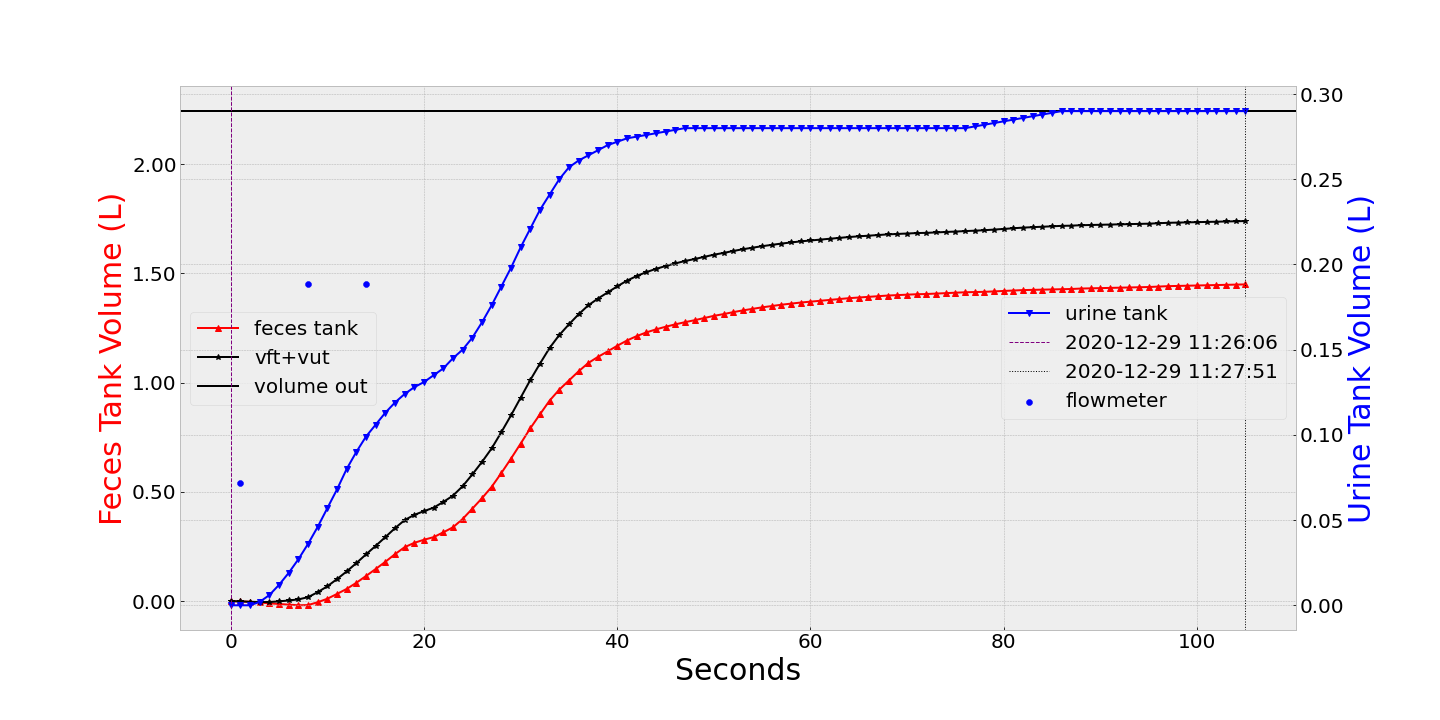 Feces Tank Volume (L)
2.00
1.50
1.00
0.50
0.00
feces tank
vft+vut
volume out
urine tank
2020-12-29 11:26:06
2020-12-29 11:27:51
flowmeter
0.30
0.25
0.20
0.15
0.10
0.05
0.00
Urine Tank Volume (L)
0 20 40 60 80 100
Seconds